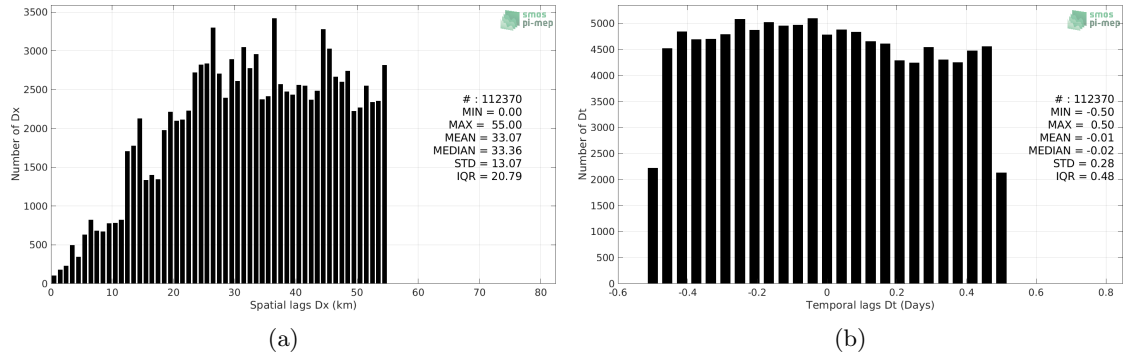 3500
3000
2500
2000
1500
1000
500
0
Number of Dx
0 10 20 30 40 50 60 70 80
Spatial lags Dx (km)
smos
pi-mep
# : 112370
MIN = 0.00
MAX = 55.00
MEAN = 33.07
MEDIAN = 33.36
STD = 13.07
IQR = 20.79
(a)
5000
4500
4000
3500
3000
2500
2000
1500
1000
500
0
Number of Dt
-0.6 -0.4 -0.2 0 0.2 0.4 0.6 0.8
Temporal lags Dt (Days)
smos
pi-mep
# : 112370
MIN = -0.50
MAX = 0.50
MEAN = -0.01
MEDIAN = -0.02
STD = 0.28
IQR = 0.48
(b)